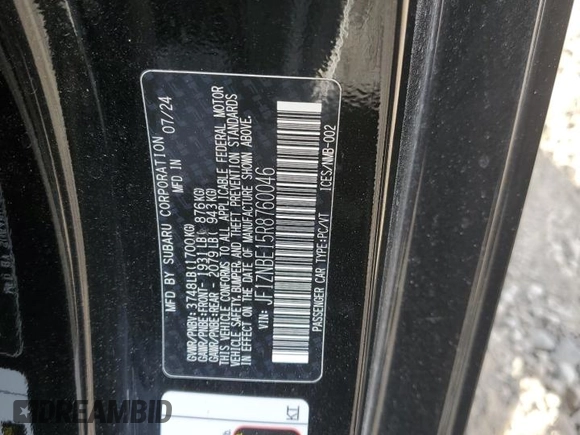 MFD BY SUBARU CORPORATION 07/24
MFD IN
GVWR/PNBV: 3748LB(1700KG)
GAWR/PNBE:FRONT- 1931LB( 876KG)
GAWR/PNBE:REAR - 2079LB( 943KG)
THIS VEHICLE CONFORMS TO ALL APPLICABLE FEDERAL MOTOR
VEHICLE SAFETY, BUMPER, AND THEFT PREVENTION STANDARDS
IN EFFECT ON THE DATE OF MANUFACTURE SHOWN ABOVE.
VIN: JF1ZNBE15R8760046
PASSENGER CAR TYPE:PC/VT ICES/NMB-002
DREAMBID